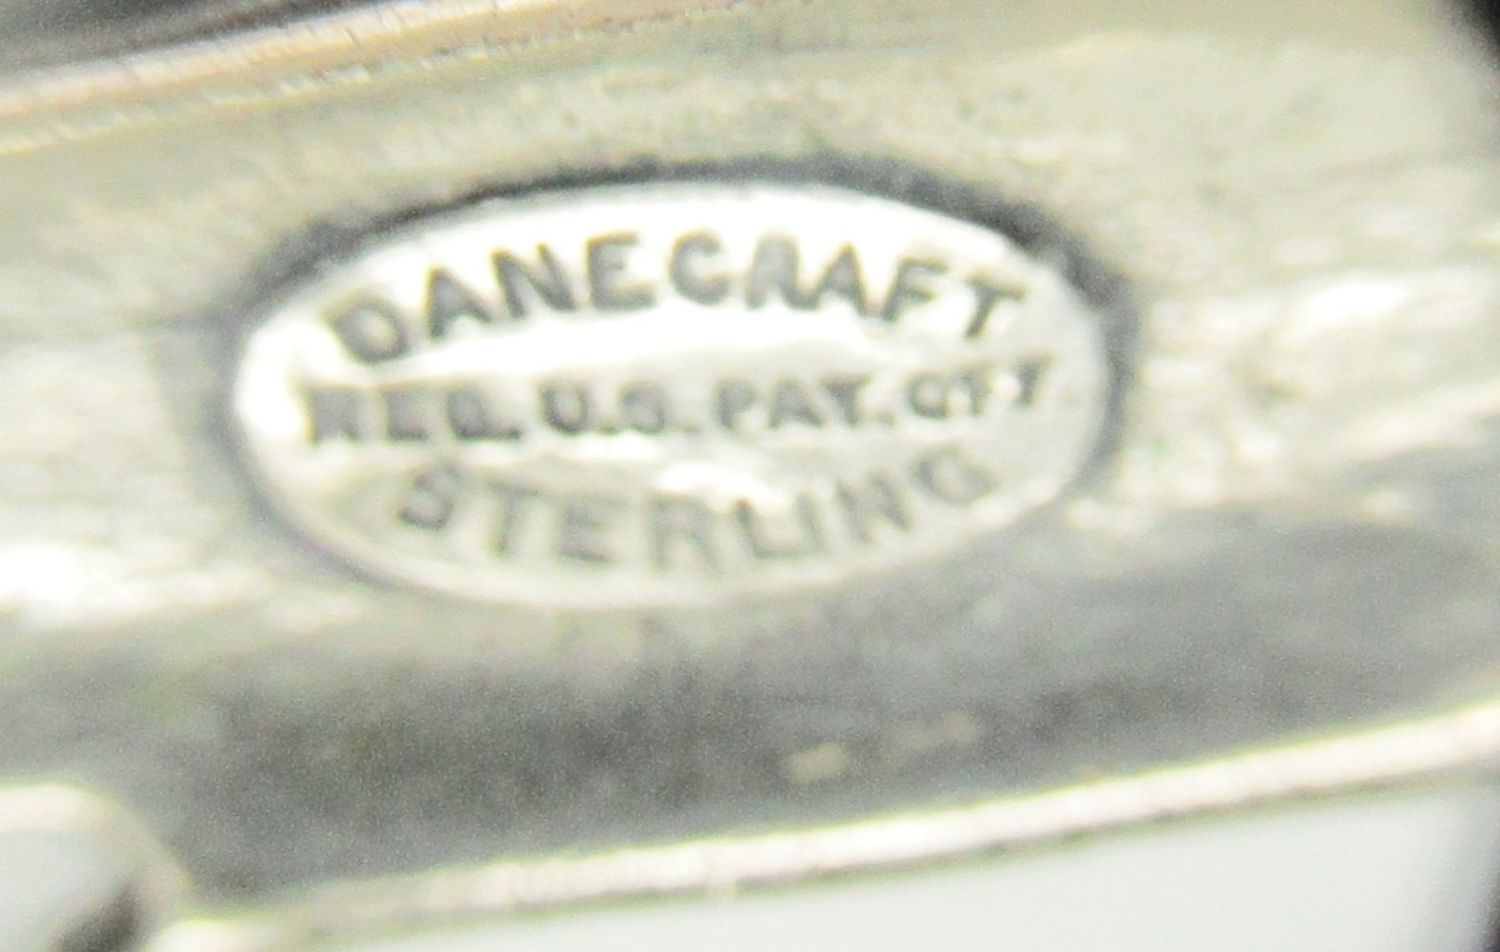 DANECRAFT
REG. U.S. PAT. OFF.
STERLING